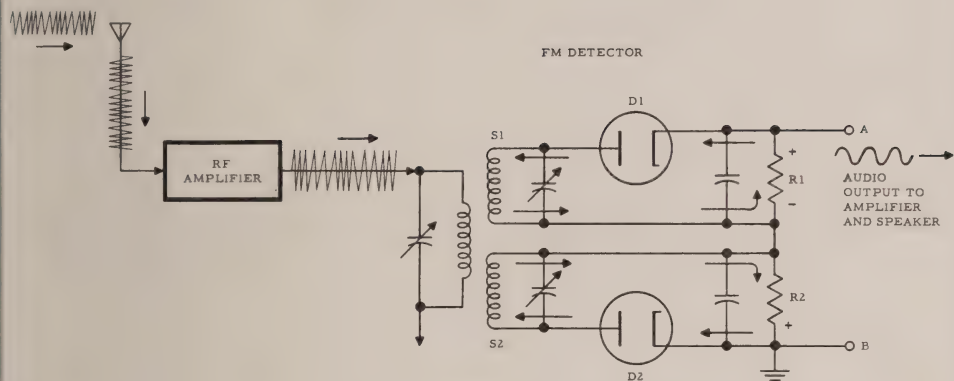 FM DETECTOR
D1
S1
A
RF
AMPLIFIER
+
R1
-
AUDIO
OUTPUT TO
AMPLIFIER
AND SPEAKER
R2
+
S2
B
D2